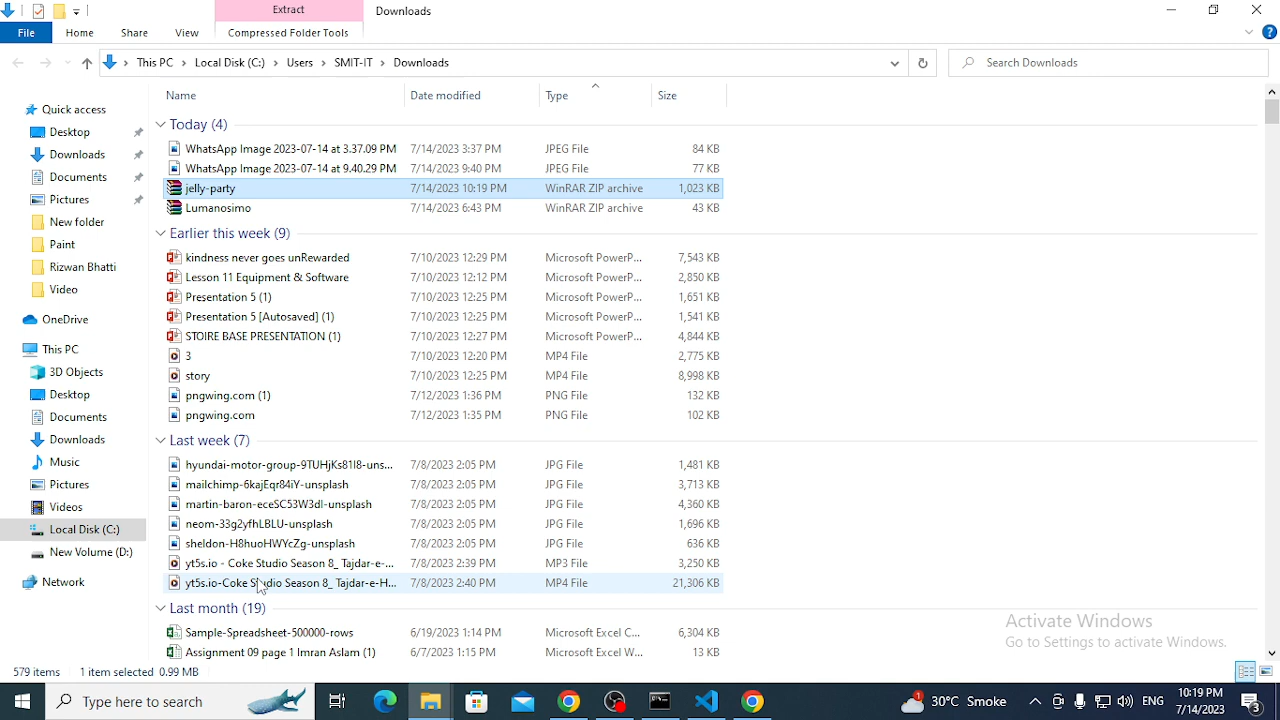 Extract Downloads
File Home Share View Compressed Folder Tools
This PC Local Disk (C:) Users SMIT-IT Downloads Search Downloads
Name Date modified Type Size
Quick access
Desktop
Downloads
Documents
Pictures
New folder
Paint
Rizwan Bhatti
Video
OneDrive
This PC
3D Objects
Desktop
Documents
Downloads
Music
Pictures
Videos
Local Disk (C:)
New Volume (D:)
Network
Today (4)
WhatsApp Image 2023-07-14 at 3.37.09 PM 7/14/2023 3:37 PM JPEG File 84 KB
WhatsApp Image 2023-07-14 at 9.40.29 PM 7/14/2023 9:40 PM JPEG File 77 KB
jelly-party 7/14/2023 10:19 PM WinRAR ZIP archive 1,023 KB
Lumanosimo 7/14/2023 6:43 PM WinRAR ZIP archive 43 KB
Earlier this week (9)
kindness never goes unRewarded 7/10/2023 12:29 PM Microsoft PowerP... 7,543 KB
Lesson 11 Equipment & Software 7/10/2023 12:12 PM Microsoft PowerP... 2,850 KB
Presentation 5 (1) 7/10/2023 12:25 PM Microsoft PowerP... 1,651 KB
Presentation 5 [Autosaved] (1) 7/10/2023 12:25 PM Microsoft PowerP... 1,541 KB
STOIRE BASE PRESENTATION (1) 7/10/2023 12:27 PM Microsoft PowerP... 4,844 KB
3 7/10/2023 12:20 PM MP4 File 2,775 KB
story 7/10/2023 12:25 PM MP4 File 8,998 KB
pngwing.com (1) 7/12/2023 1:36 PM PNG File 132 KB
pngwing.com 7/12/2023 1:35 PM PNG File 102 KB
Last week (7)
hyundai-motor-group-9TUHjKs81I8-uns... 7/8/2023 2:05 PM JPG File 1,481 KB
mailchimp-6kajEqr84iY-unsplash 7/8/2023 2:05 PM JPG File 3,713 KB
martin-baron-eceSC53W3dI-unsplash 7/8/2023 2:05 PM JPG File 4,360 KB
neom-33g2yfhLBLU-unsplash 7/8/2023 2:05 PM JPG File 1,696 KB
sheldon-H8huoHWYcZg-unsplash 7/8/2023 2:05 PM JPG File 636 KB
yt5s.io - Coke Studio Season 8_ Tajdar-e-... 7/8/2023 2:39 PM MP3 File 3,250 KB
yt5s.io-Coke Studio Season 8_ Tajdar-e-H... 7/8/2023 2:40 PM MP4 File 21,306 KB
Last month (19)
Sample-Spreadsheet-500000-rows 6/19/2023 1:14 PM Microsoft Excel C... 6,304 KB
Assignment 09 page 1 Imran Aslam (1) 6/7/2023 1:15 PM Microsoft Excel W... 13 KB
Activate Windows
Go to Settings to activate Windows.
579 items 1 item selected 0.99 MB
Type here to search 1 30°C Smoke ENG 10:19 PM
7/14/2023 3